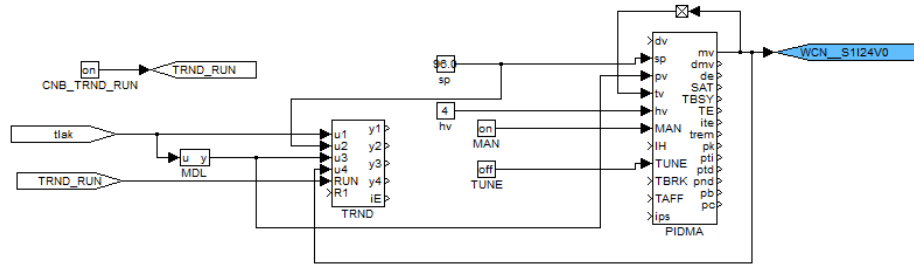 on
CNB_TRND_RUN
TRND_RUN
tlak
u y
MDL
TRND_RUN
u1
u2
u3
u4
RUN
R1
y1
y2
y3
y4
iE
TRND
96.0
sp
4
hv
on
MAN
off
TUNE
dv
sp
pv
tv
hv
MAN
IH
TUNE
TBRK
TAFF
ips
mv
dmv
de
SAT
TBSY
TE
ite
trem
pk
pti
ptd
pnd
pb
pc
PIDMA
WCN__S1I24V0